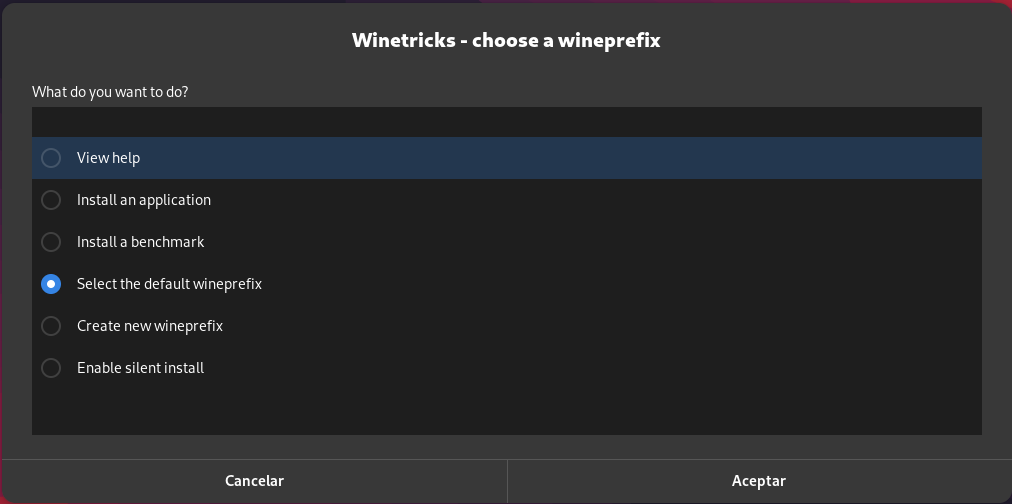 Winetricks - choose a wineprefix
What do you want to do?
View help
Install an application
Install a benchmark
Select the default wineprefix
Create new wineprefix
Enable silent install
Cancelar
Aceptar